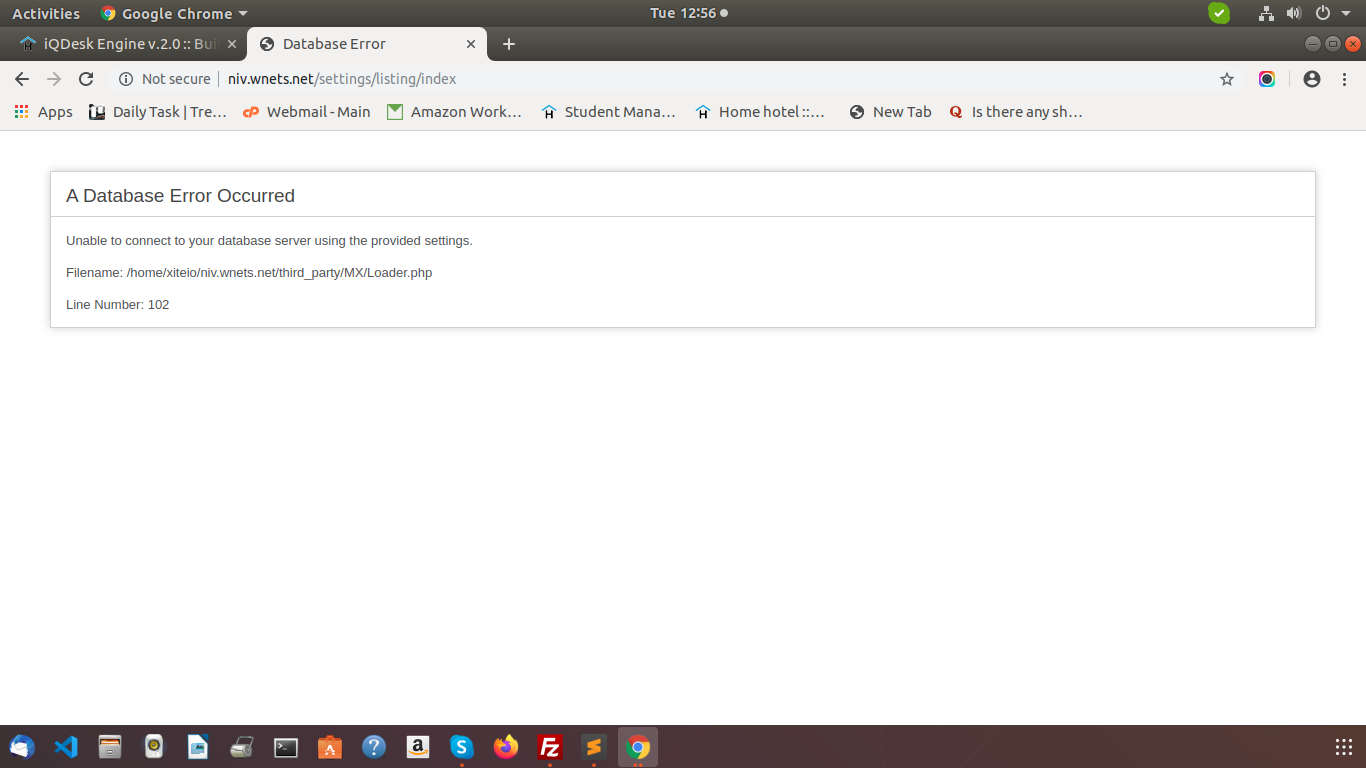 Activities
Google Chrome
Tue 12:56
iQDesk Engine v.2.0 :: Bui
Database Error
Not secure
niv.wnets.net/settings/listing/index
Apps
Daily Task | Tre...
Webmail - Main
Amazon Work...
Student Mana...
Home hotel ::...
New Tab
Is there any sh...
A Database Error Occurred
Unable to connect to your database server using the provided settings.
Filename: /home/xiteio/niv.wnets.net/third_party/MX/Loader.php
Line Number: 102